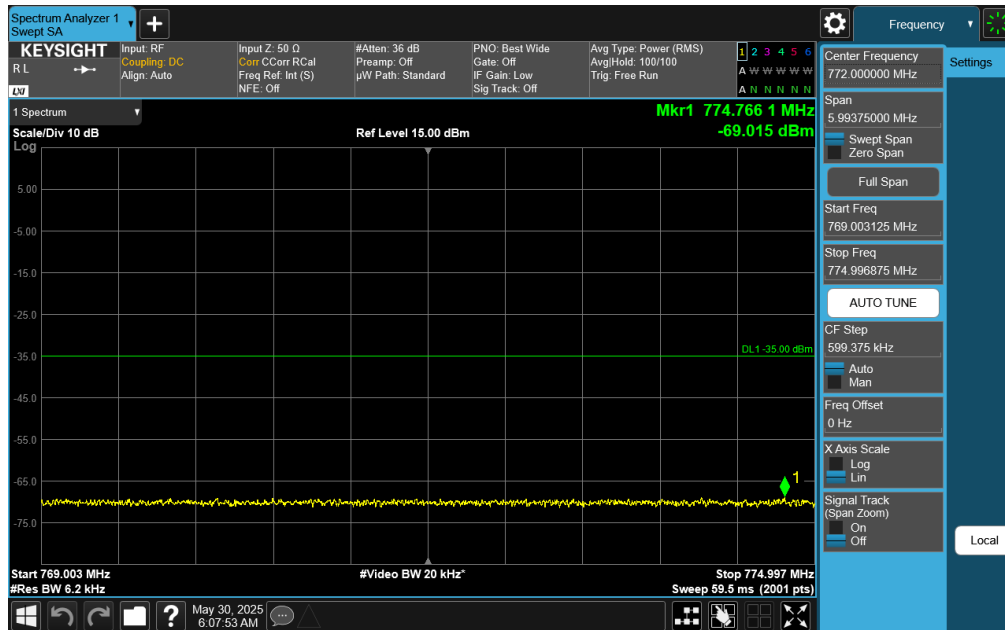 Spectrum Analyzer 1
Swept SA
Frequency
KEYSIGHT
R L
LXI
Input: RF
Coupling: DC
Align: Auto
Input Z: 50 Ω
Corr CCorr RCal
Freq Ref: Int (S)
NFE: Off
#Atten: 36 dB
Preamp: Off
µW Path: Standard
PNO: Best Wide
Gate: Off
IF Gain: Low
Sig Track: Off
Avg Type: Power (RMS)
Avg|Hold: 100/100
Trig: Free Run
1 2 3 4 5 6
A W W W W W
A N N N N N
1 Spectrum
Mkr1 774.766 1 MHz
-69.015 dBm
Scale/Div 10 dB
Ref Level 15.00 dBm
Log
5.00
-5.00
-15.0
-25.0
-35.0
DL1 -35.00 dBm
-45.0
-55.0
-65.0
1
-75.0
Start 769.003 MHz
#Video BW 20 kHz*
Stop 774.997 MHz
#Res BW 6.2 kHz
Sweep 59.5 ms (2001 pts)
?
May 30, 2025
6:07:53 AM
Center Frequency
772.000000 MHz
Settings
Span
5.99375000 MHz
Swept Span
Zero Span
Full Span
Start Freq
769.003125 MHz
Stop Freq
774.996875 MHz
AUTO TUNE
CF Step
599.375 kHz
Auto
Man
Freq Offset
0 Hz
X Axis Scale
Log
Lin
Signal Track
(Span Zoom)
On
Off
Local